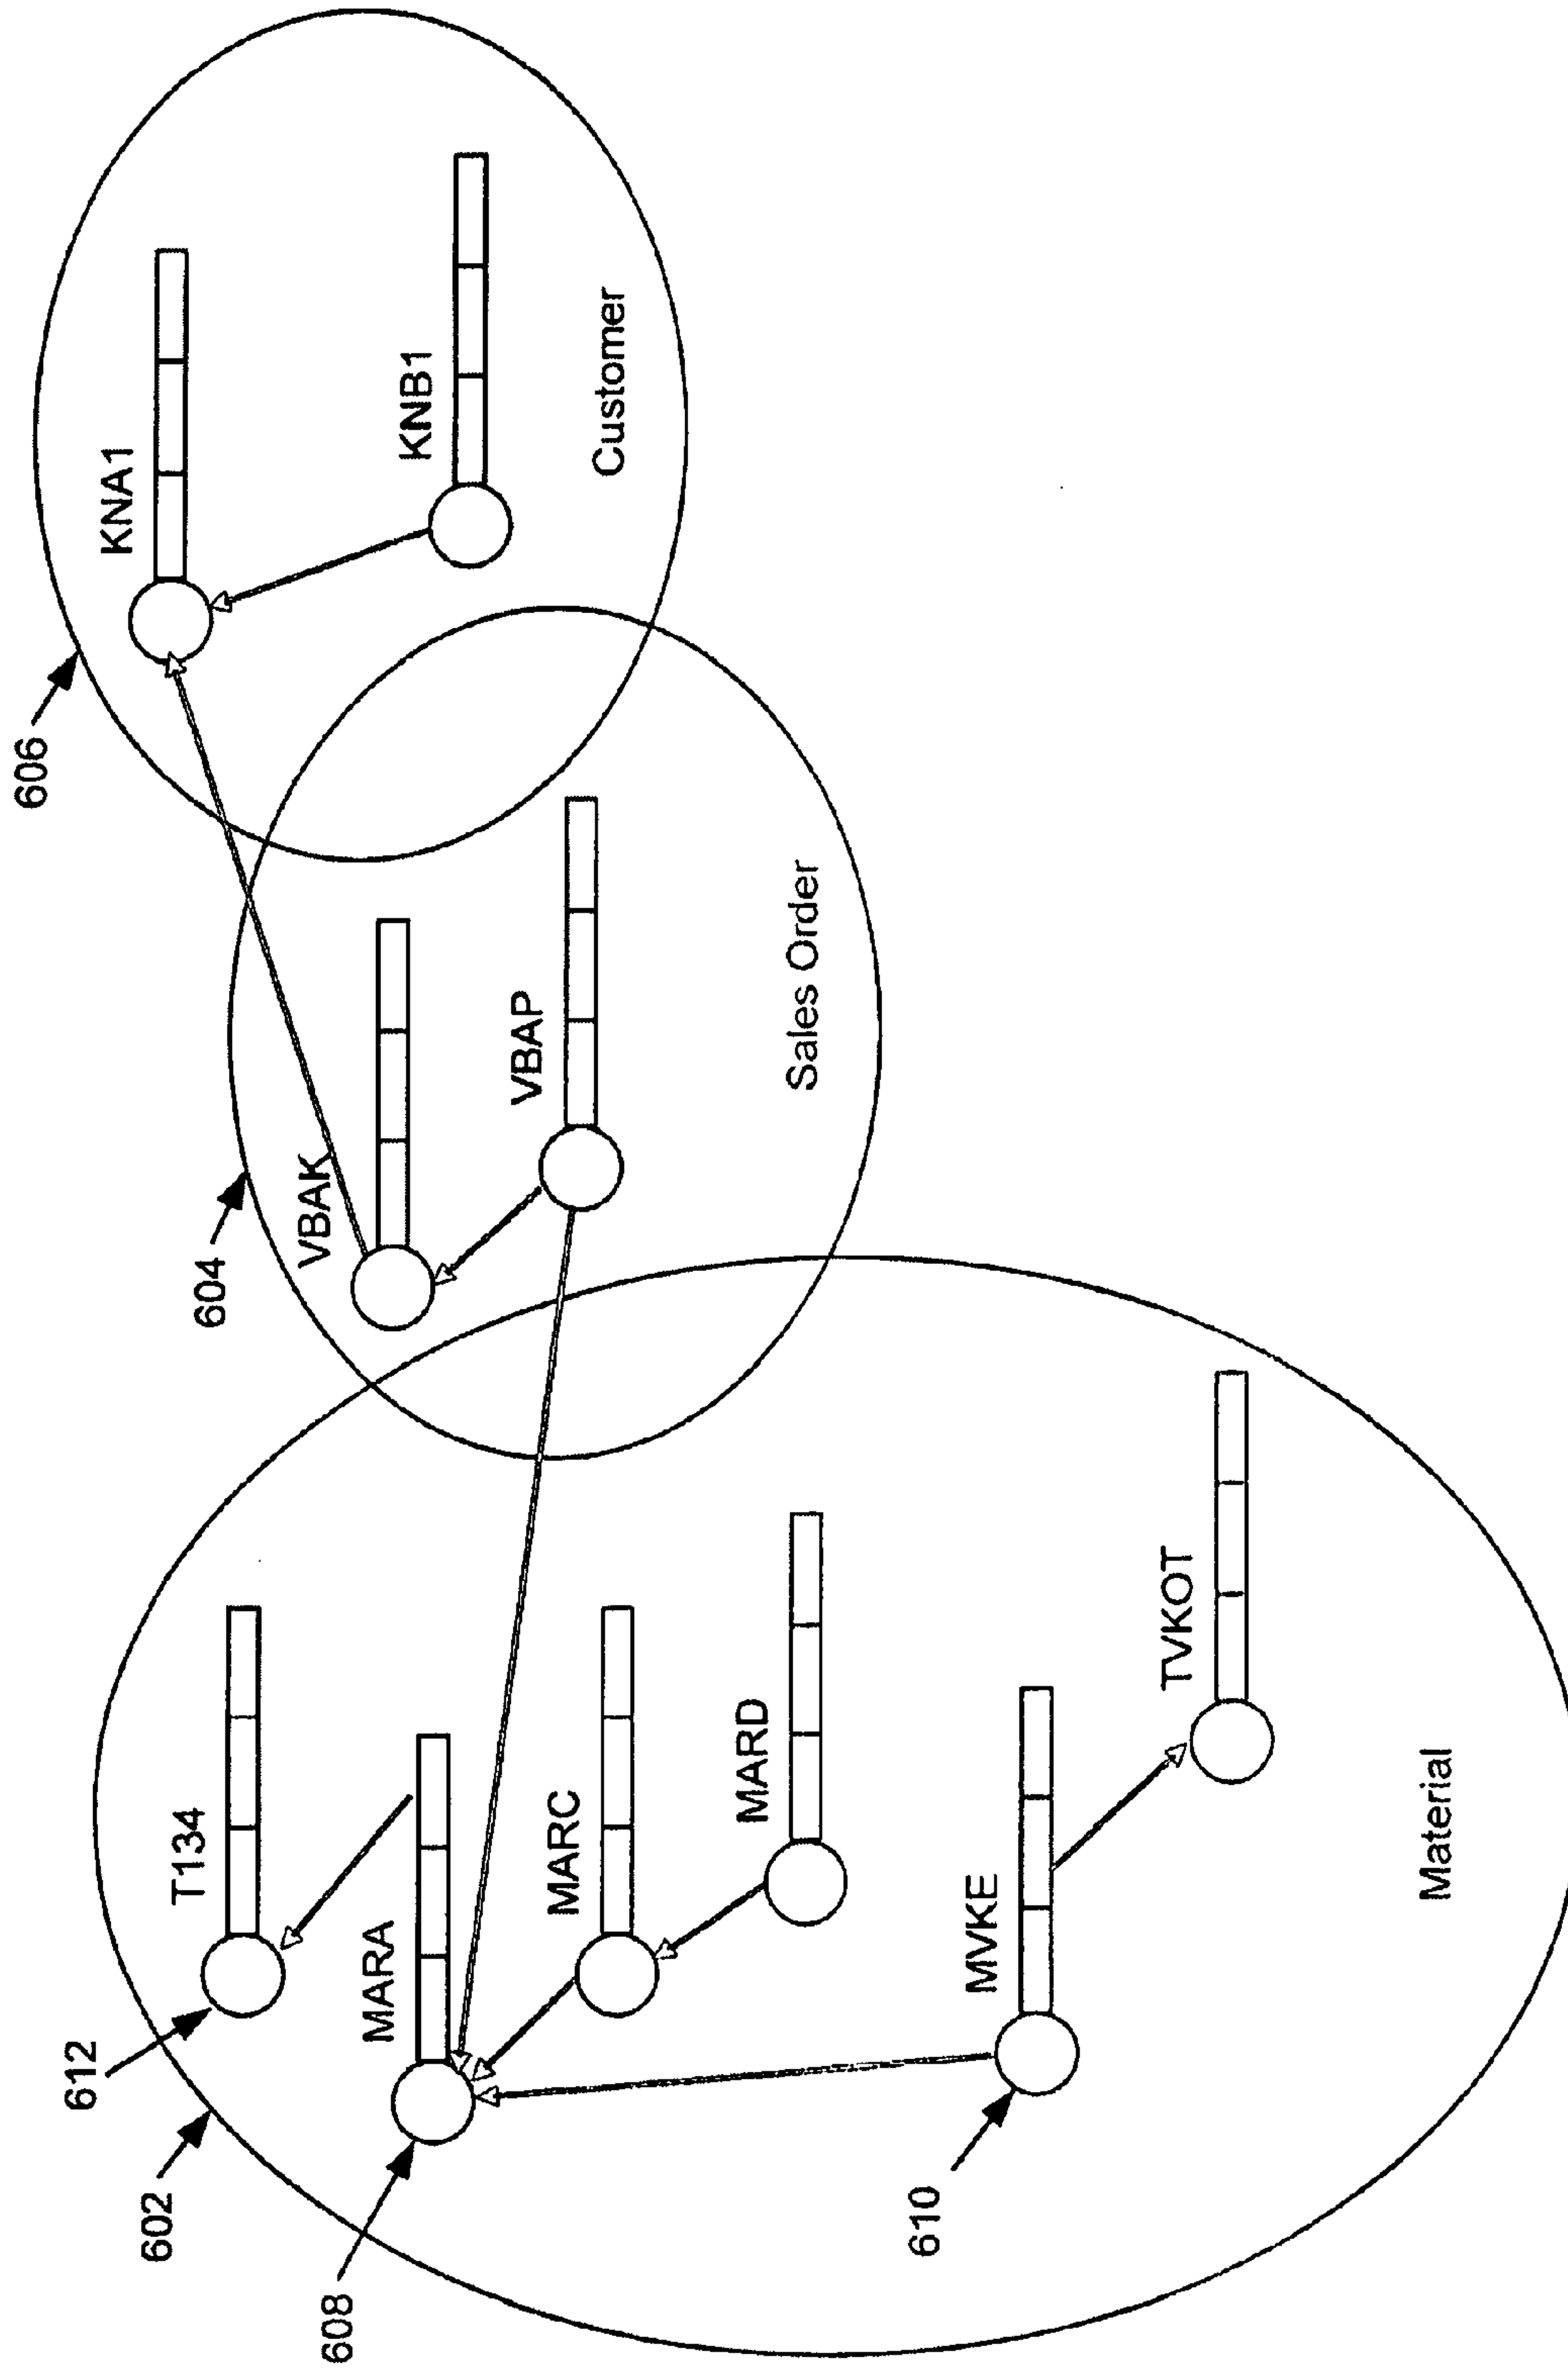 606
KNA1
KNB1
Customer
604
VBAK
VBAP
Sales Order
612
602
608
T134
MARA
MARC
MARD
610
MVKE
TVKOT
Material